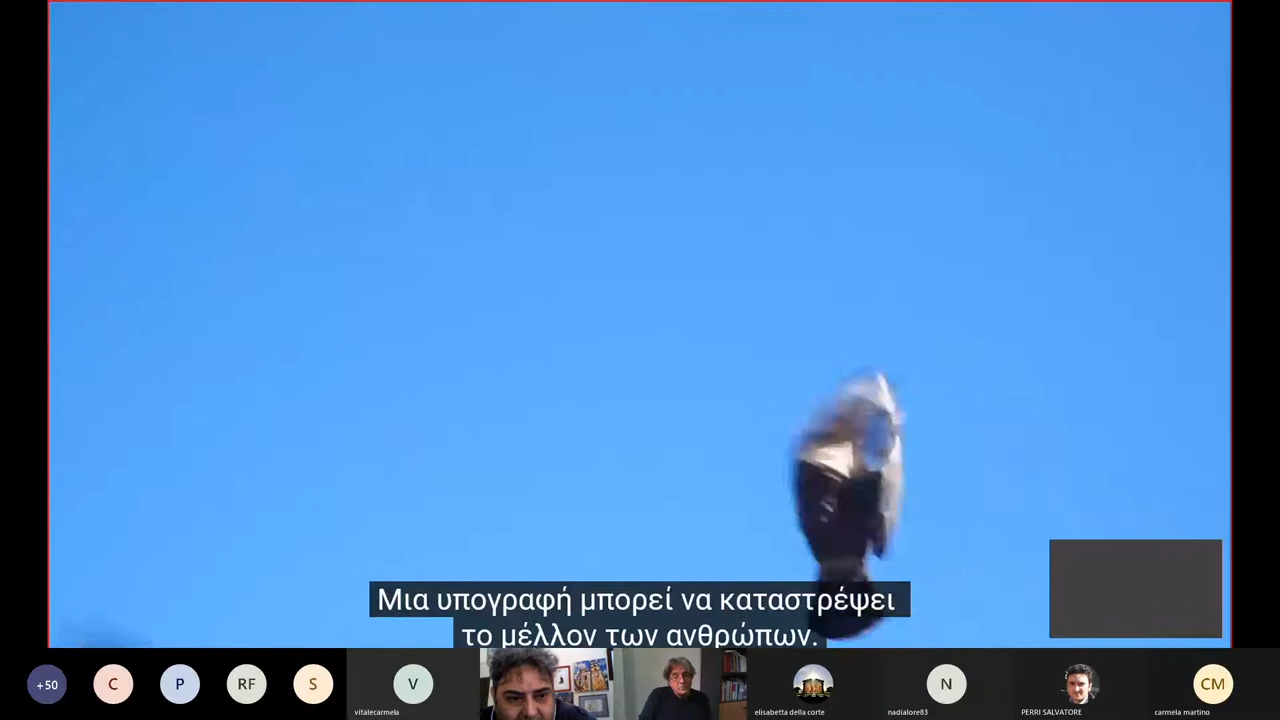 Μια υπογραφή μπορεί να καταστρέψει
το μέλλον των ανθρώπων.
+50
C
P
RF
S
V
N
CM
vitalecarmela
elisabetta della corte
nadialore83
PERRI SALVATORE
carmela martino